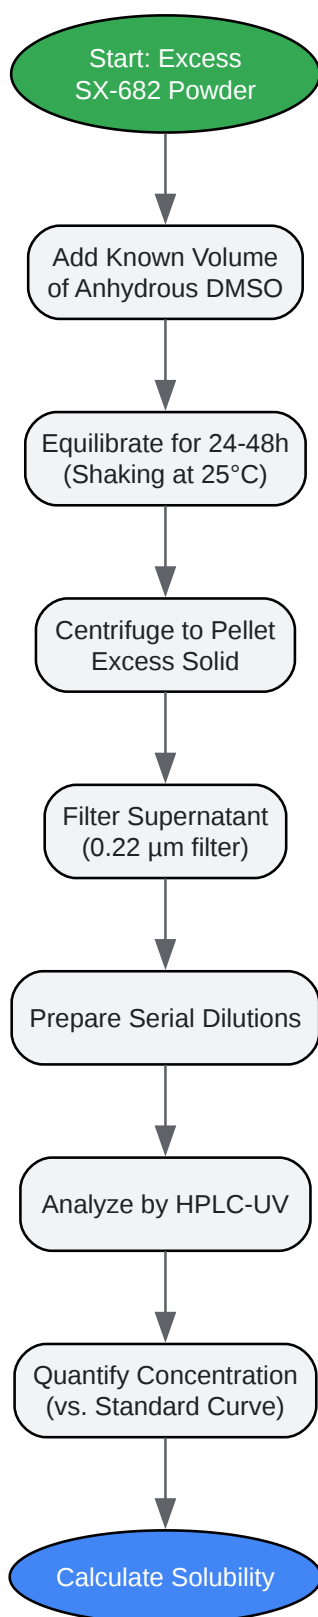 Start: Excess
SX-682 Powder
Add Known Volume
of Anhydrous DMSO
Equilibrate for 24-48h
(Shaking at 25°C)
Centrifuge to Pellet
Excess Solid
Filter Supernatant
(0.22 µm filter)
Prepare Serial Dilutions
Analyze by HPLC-UV
Quantify Concentration
(vs. Standard Curve)
Calculate Solubility